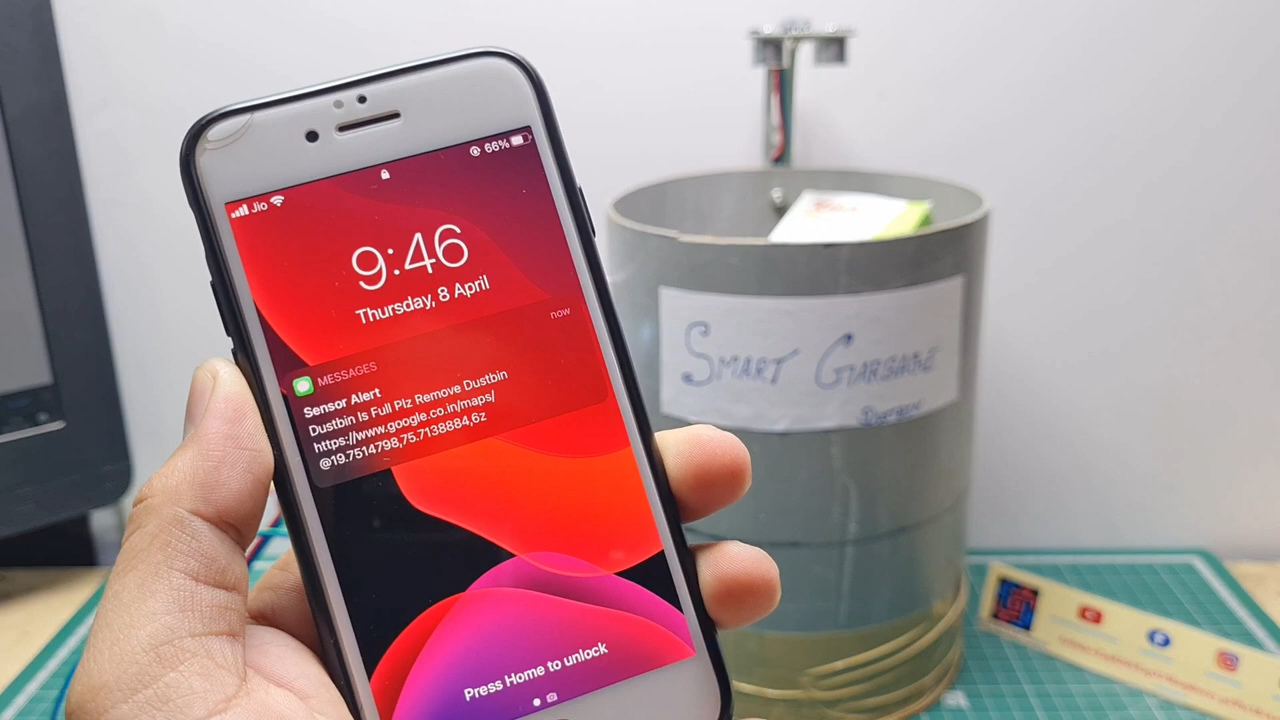 Jio
66%
9:46
Thursday, 8 April
MESSAGES
now
Sensor Alert
Dustbin Is Full Plz Remove Dustbin
https://www.google.co.in/maps/
@19.7514798,75.7138884,6z
Press Home to unlock
SMART GARBAGE